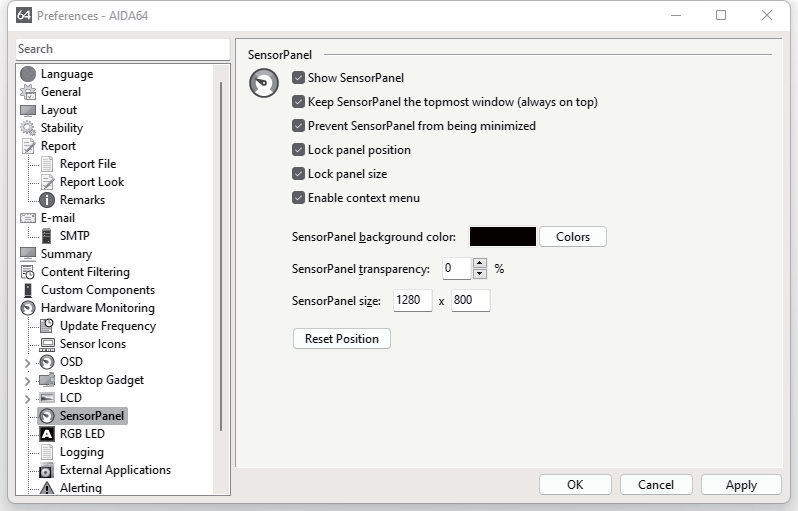 64 Preferences - AIDA64
Search
Language
General
Layout
Stability
Report
Report File
Report Look
Remarks
E-mail
SMTP
Summary
Content Filtering
Custom Components
Hardware Monitoring
Update Frequency
Sensor Icons
OSD
Desktop Gadget
LCD
SensorPanel
RGB LED
Logging
External Applications
Alerting
SensorPanel
Show SensorPanel
Keep SensorPanel the topmost window (always on top)
Prevent SensorPanel from being minimized
Lock panel position
Lock panel size
Enable context menu
SensorPanel background color: Colors
SensorPanel transparency: 0 %
SensorPanel size: 1280 x 800
Reset Position
OK Cancel Apply